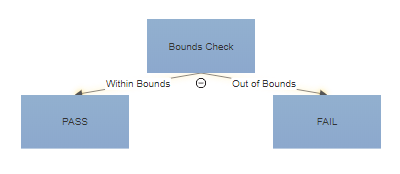 Bounds Check
Within Bounds
Out of Bounds
PASS
FAIL